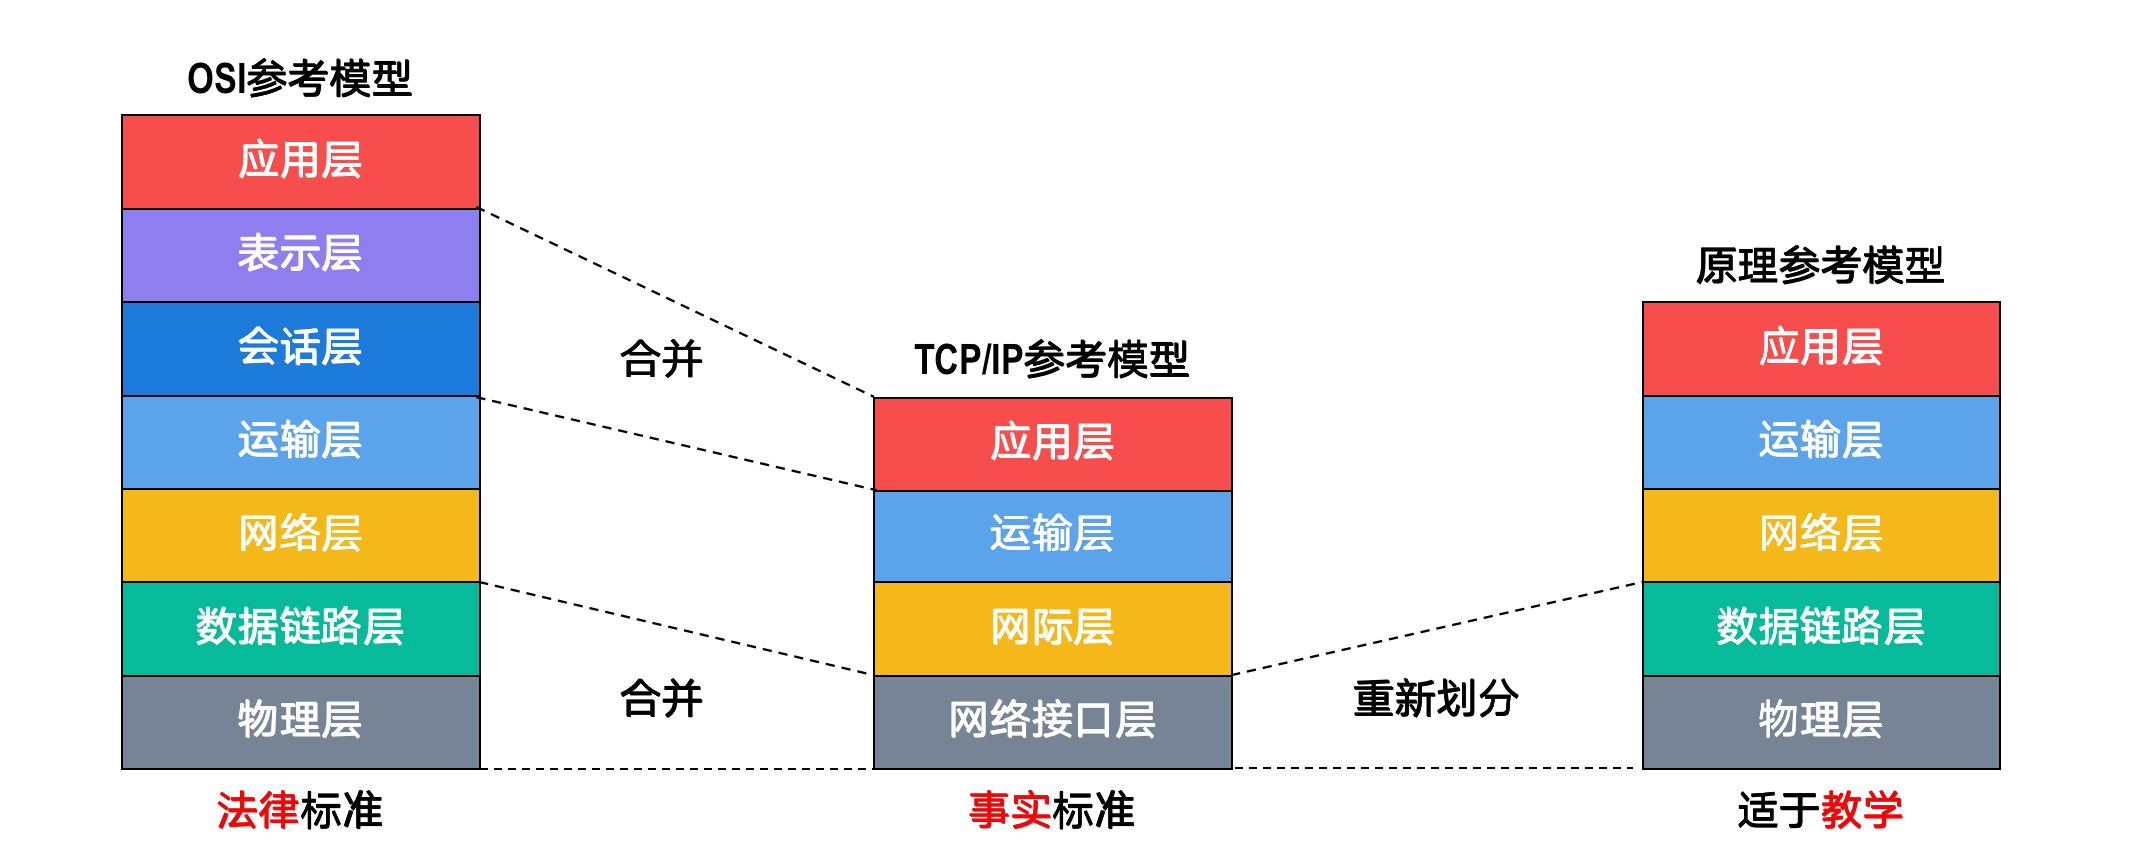 OSI参考模型
应用层
表示层
会话层
运输层
网络层
数据链路层
物理层
法律标准
合并
合并
TCP/IP参考模型
应用层
运输层
网际层
网络接口层
事实标准
重新划分
原理参考模型
应用层
运输层
网络层
数据链路层
物理层
适于教学